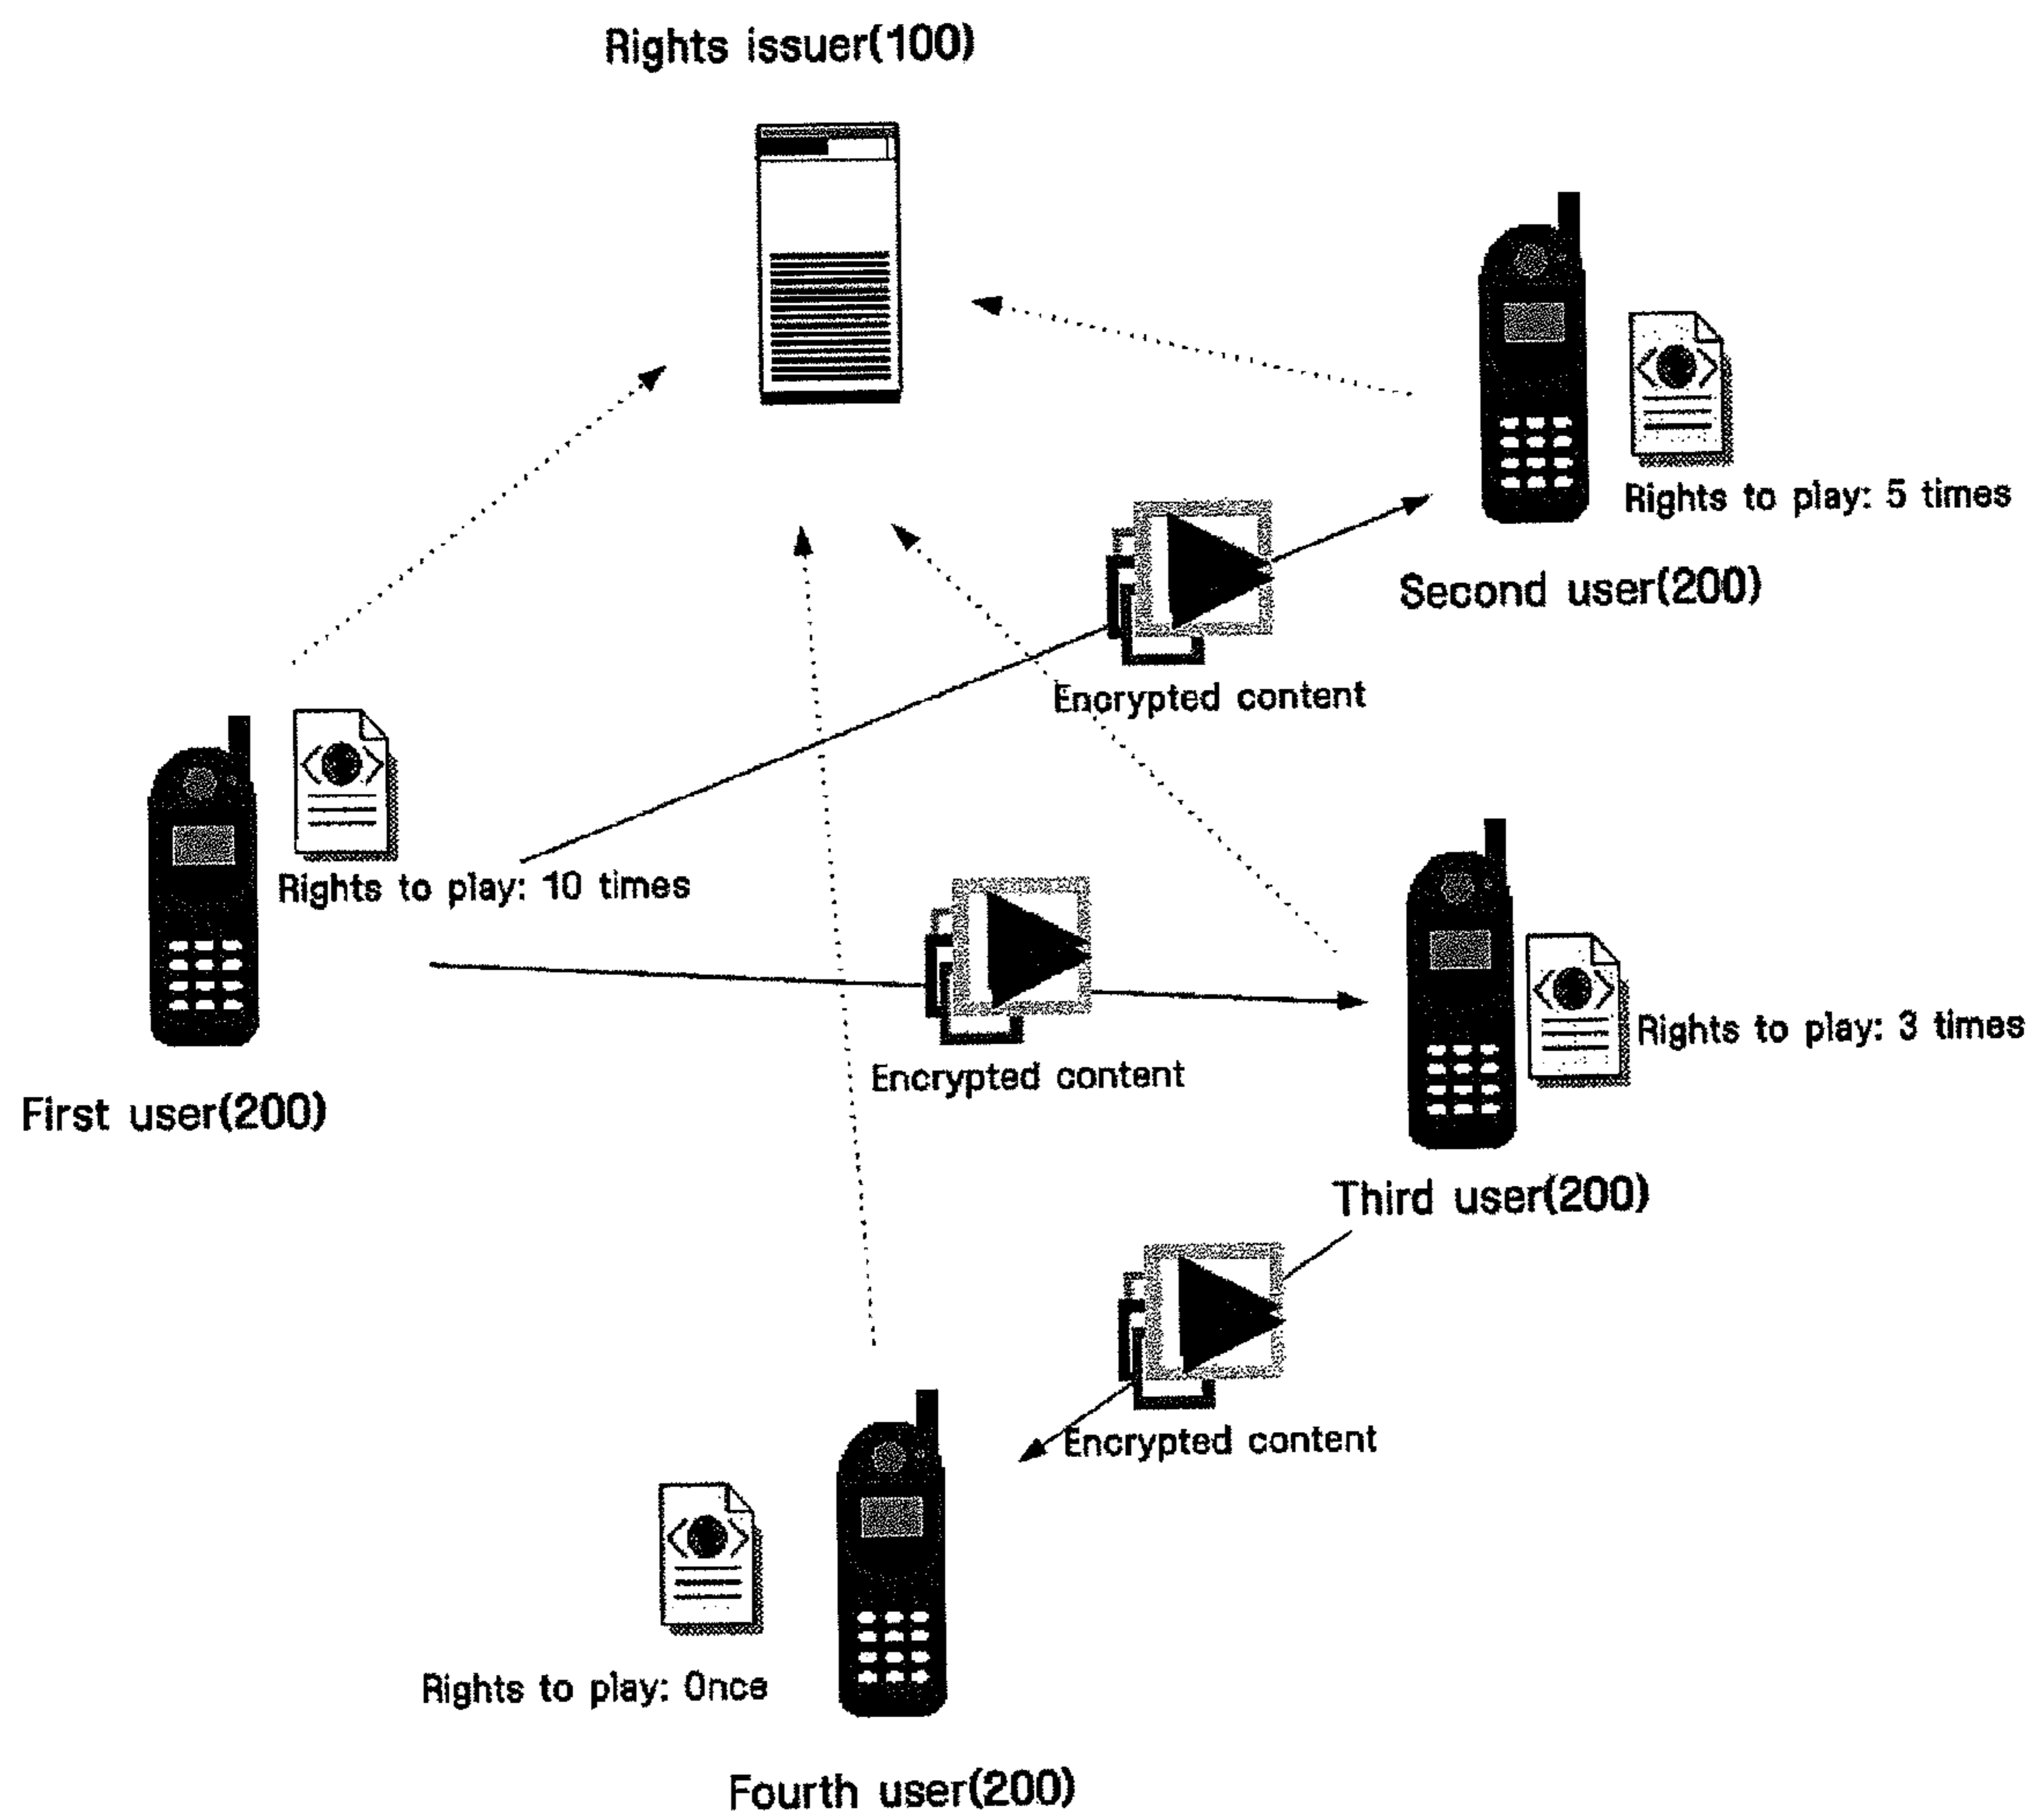 Rights issuer(100)
Rights to play: 5 times
Second user(200)
Encrypted content
Rights to play: 10 times
Rights to play: 3 times
Encrypted content
First user(200)
Third user(200)
Encrypted content
Rights to play: Once
Fourth user(200)